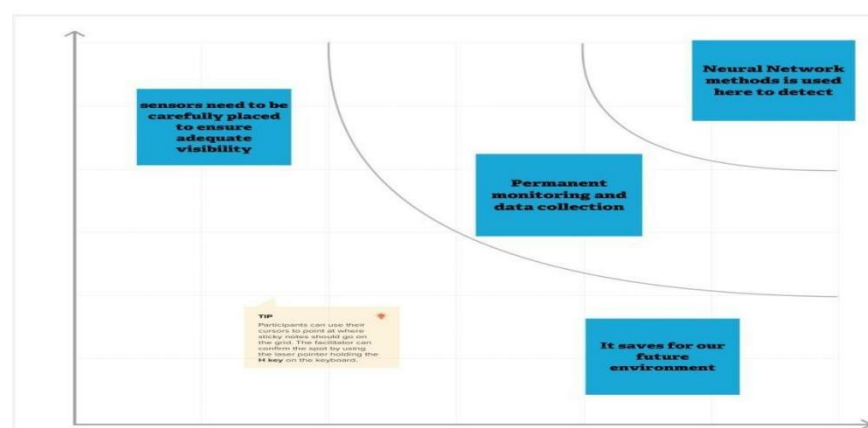 Neural Network
methods is used
here to detect
sensors need to be
carefully placed
to ensure
adequate
visibility
Permanent
monitoring and
data collection
TIP
Participants can use their
cursors to point at where
sticky notes should go on
the grid. The facilitator can
confirm the spot by using
the laser pointer holding the
H key on the keyboard.
It saves for our
future
environment